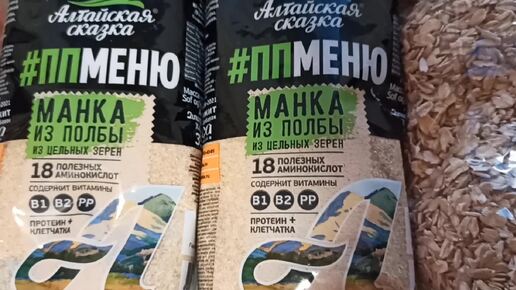 Алтайская
сказка
#ППМЕНЮ
МАНКА
ИЗ ПОЛБЫ
ИЗ ЦЕЛЬНЫХ ЗЕРЕН
18 ПОЛЕЗНЫХ
АМИНОКИСЛОТ
СОДЕРЖИТ ВИТАМИНЫ
B1 B2 PP
ПРОТЕИН +
КЛЕТЧАТКА
Алтайская
сказка
#ППМЕНЮ
МАНКА
ИЗ ПОЛБЫ
ИЗ ЦЕЛЬНЫХ ЗЕРЕН
18 ПОЛЕЗНЫХ
АМИНОКИСЛОТ
СОДЕРЖИТ ВИТАМИНЫ
B1 B2 PP
ПРОТЕИН +
КЛЕТЧАТКА